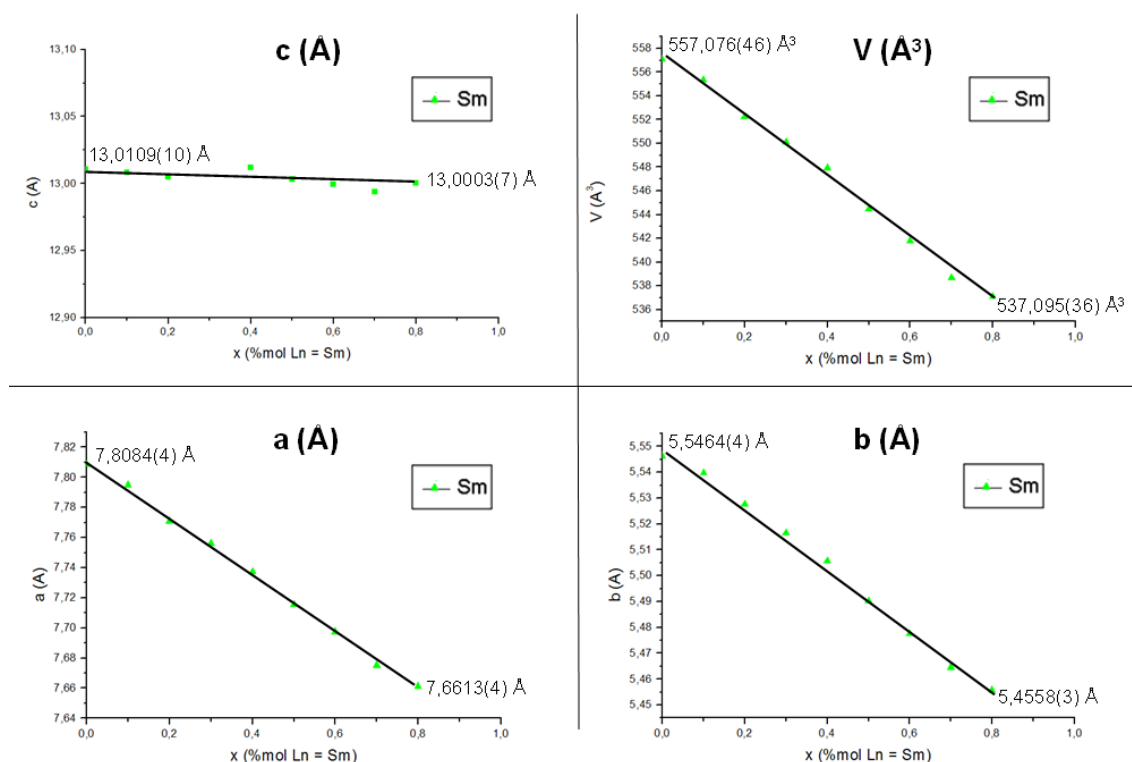 c (Å)
13,10
13,05
13,00
12,95
12,90
c (A)
Sm
13,0109(10) Å
13,0003(7) Å
0,0 0,2 0,4 0,6 0,8 1,0
x (%mol Ln = Sm)
V (Å³)
558
556
554
552
550
548
546
544
542
540
538
536
V (A³)
557,076(46) Å³
Sm
537,095(36) Å³
0,0 0,2 0,4 0,6 0,8 1,0
x (%mol Ln = Sm)
a (Å)
7,82
7,80
7,78
7,76
7,74
7,72
7,70
7,68
7,66
7,64
a (A)
7,8084(4) Å
Sm
7,6613(4) Å
0,0 0,2 0,4 0,6 0,8 1,0
x (%mol Ln = Sm)
b (Å)
5,55
5,54
5,53
5,52
5,51
5,50
5,49
5,48
5,47
5,46
5,45
b (A)
5,5464(4) Å
Sm
5,4558(3) Å
0,0 0,2 0,4 0,6 0,8 1,0
x (%mol Ln = Sm)